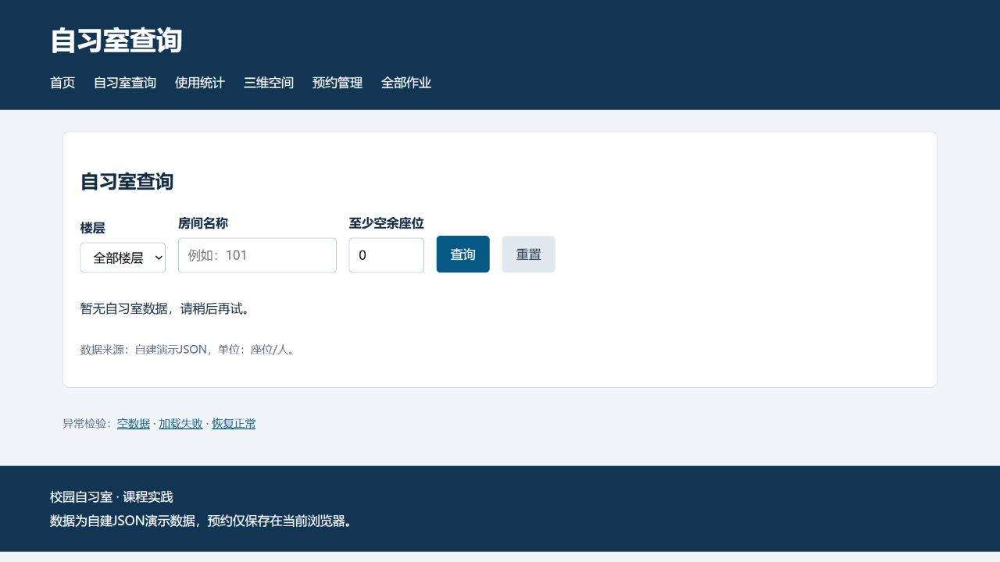 自习室查询
首页 自习室查询 使用统计 三维空间 预约管理 全部作业
自习室查询
楼层 房间名称 至少空余座位
全部楼层 例如：101 0 查询 重置
暂无自习室数据，请稍后再试。
数据来源：自建演示JSON，单位：座位/人。
异常检验：空数据 · 加载失败 · 恢复正常
校园自习室 · 课程实践
数据为自建JSON演示数据，预约仅保存在当前浏览器。